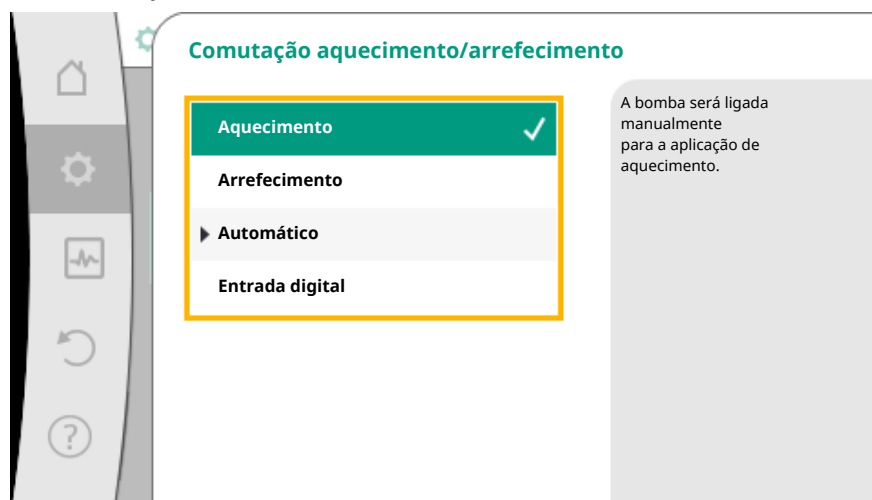 Comutação aquecimento/arrefecimento
Aquecimento
Arrefecimento
Automático
Entrada digital
A bomba será ligada
manualmente
para a aplicação de
aquecimento.
?